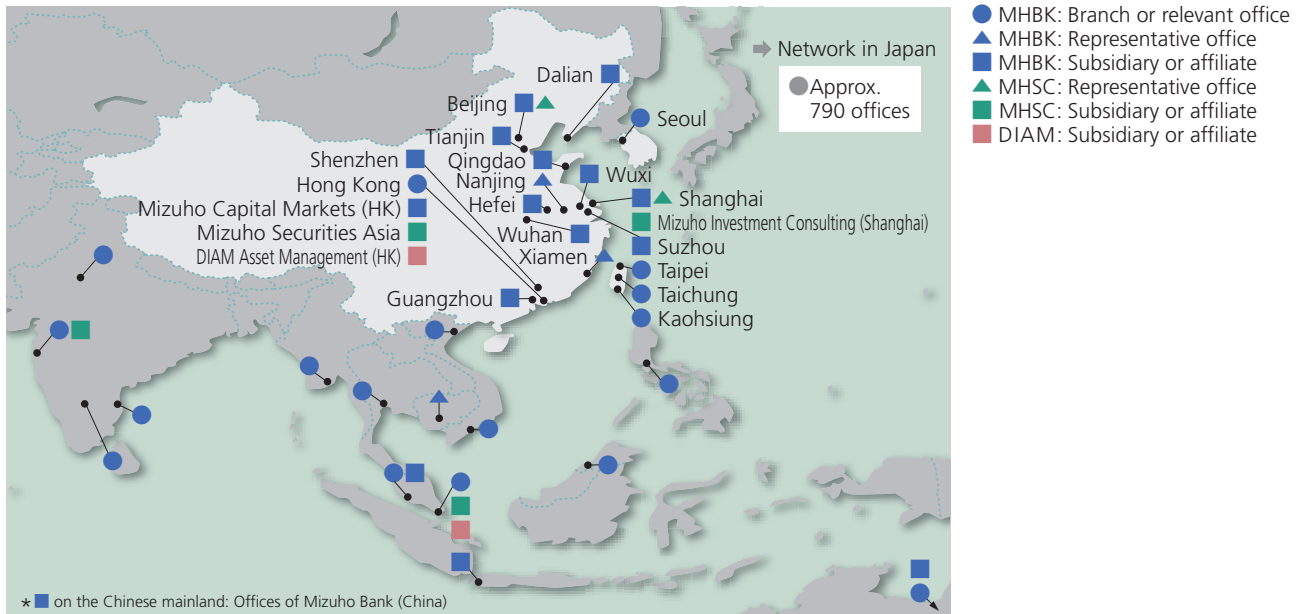 MHBK: Branch or relevant office
MHBK: Representative office
MHBK: Subsidiary or affiliate
MHSC: Representative office
MHSC: Subsidiary or affiliate
DIAM: Subsidiary or affiliate
Network in Japan
Approx.
790 offices
Dalian
Beijing
Seoul
Tianjin
Shenzhen
Qingdao
Wuxi
Hong Kong
Nanjing
Shanghai
Mizuho Capital Markets (HK)
Hefei
Mizuho Investment Consulting (Shanghai)
Mizuho Securities Asia
Wuhan
Suzhou
DIAM Asset Management (HK)
Xiamen
Taipei
Guangzhou
Taichung
Kaohsiung
* on the Chinese mainland: Offices of Mizuho Bank (China)